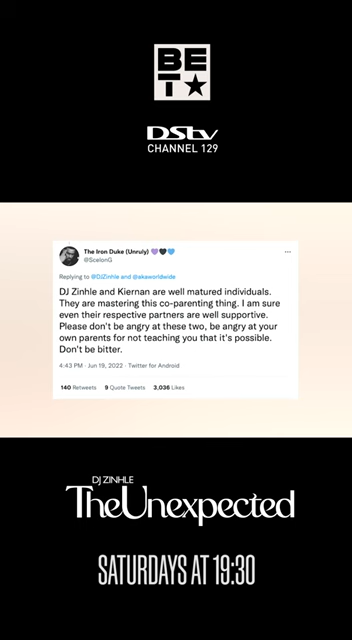 BE
T★
DStv
CHANNEL 129
The Iron Duke (Unruly) 💜🖤💙
@ScelonG
Replying to @DJZinhle and @akaworldwide
DJ Zinhle and Kiernan are well matured individuals.
They are mastering this co-parenting thing. I am sure
even their respective partners are well supportive.
Please don't be angry at these two, be angry at your
own parents for not teaching you that it's possible.
Don't be bitter.
4:43 PM · Jun 19, 2022 · Twitter for Android
140 Retweets 9 Quote Tweets 3,036 Likes
DJ ZINHLE
The Unexpected
SATURDAYS AT 19:30